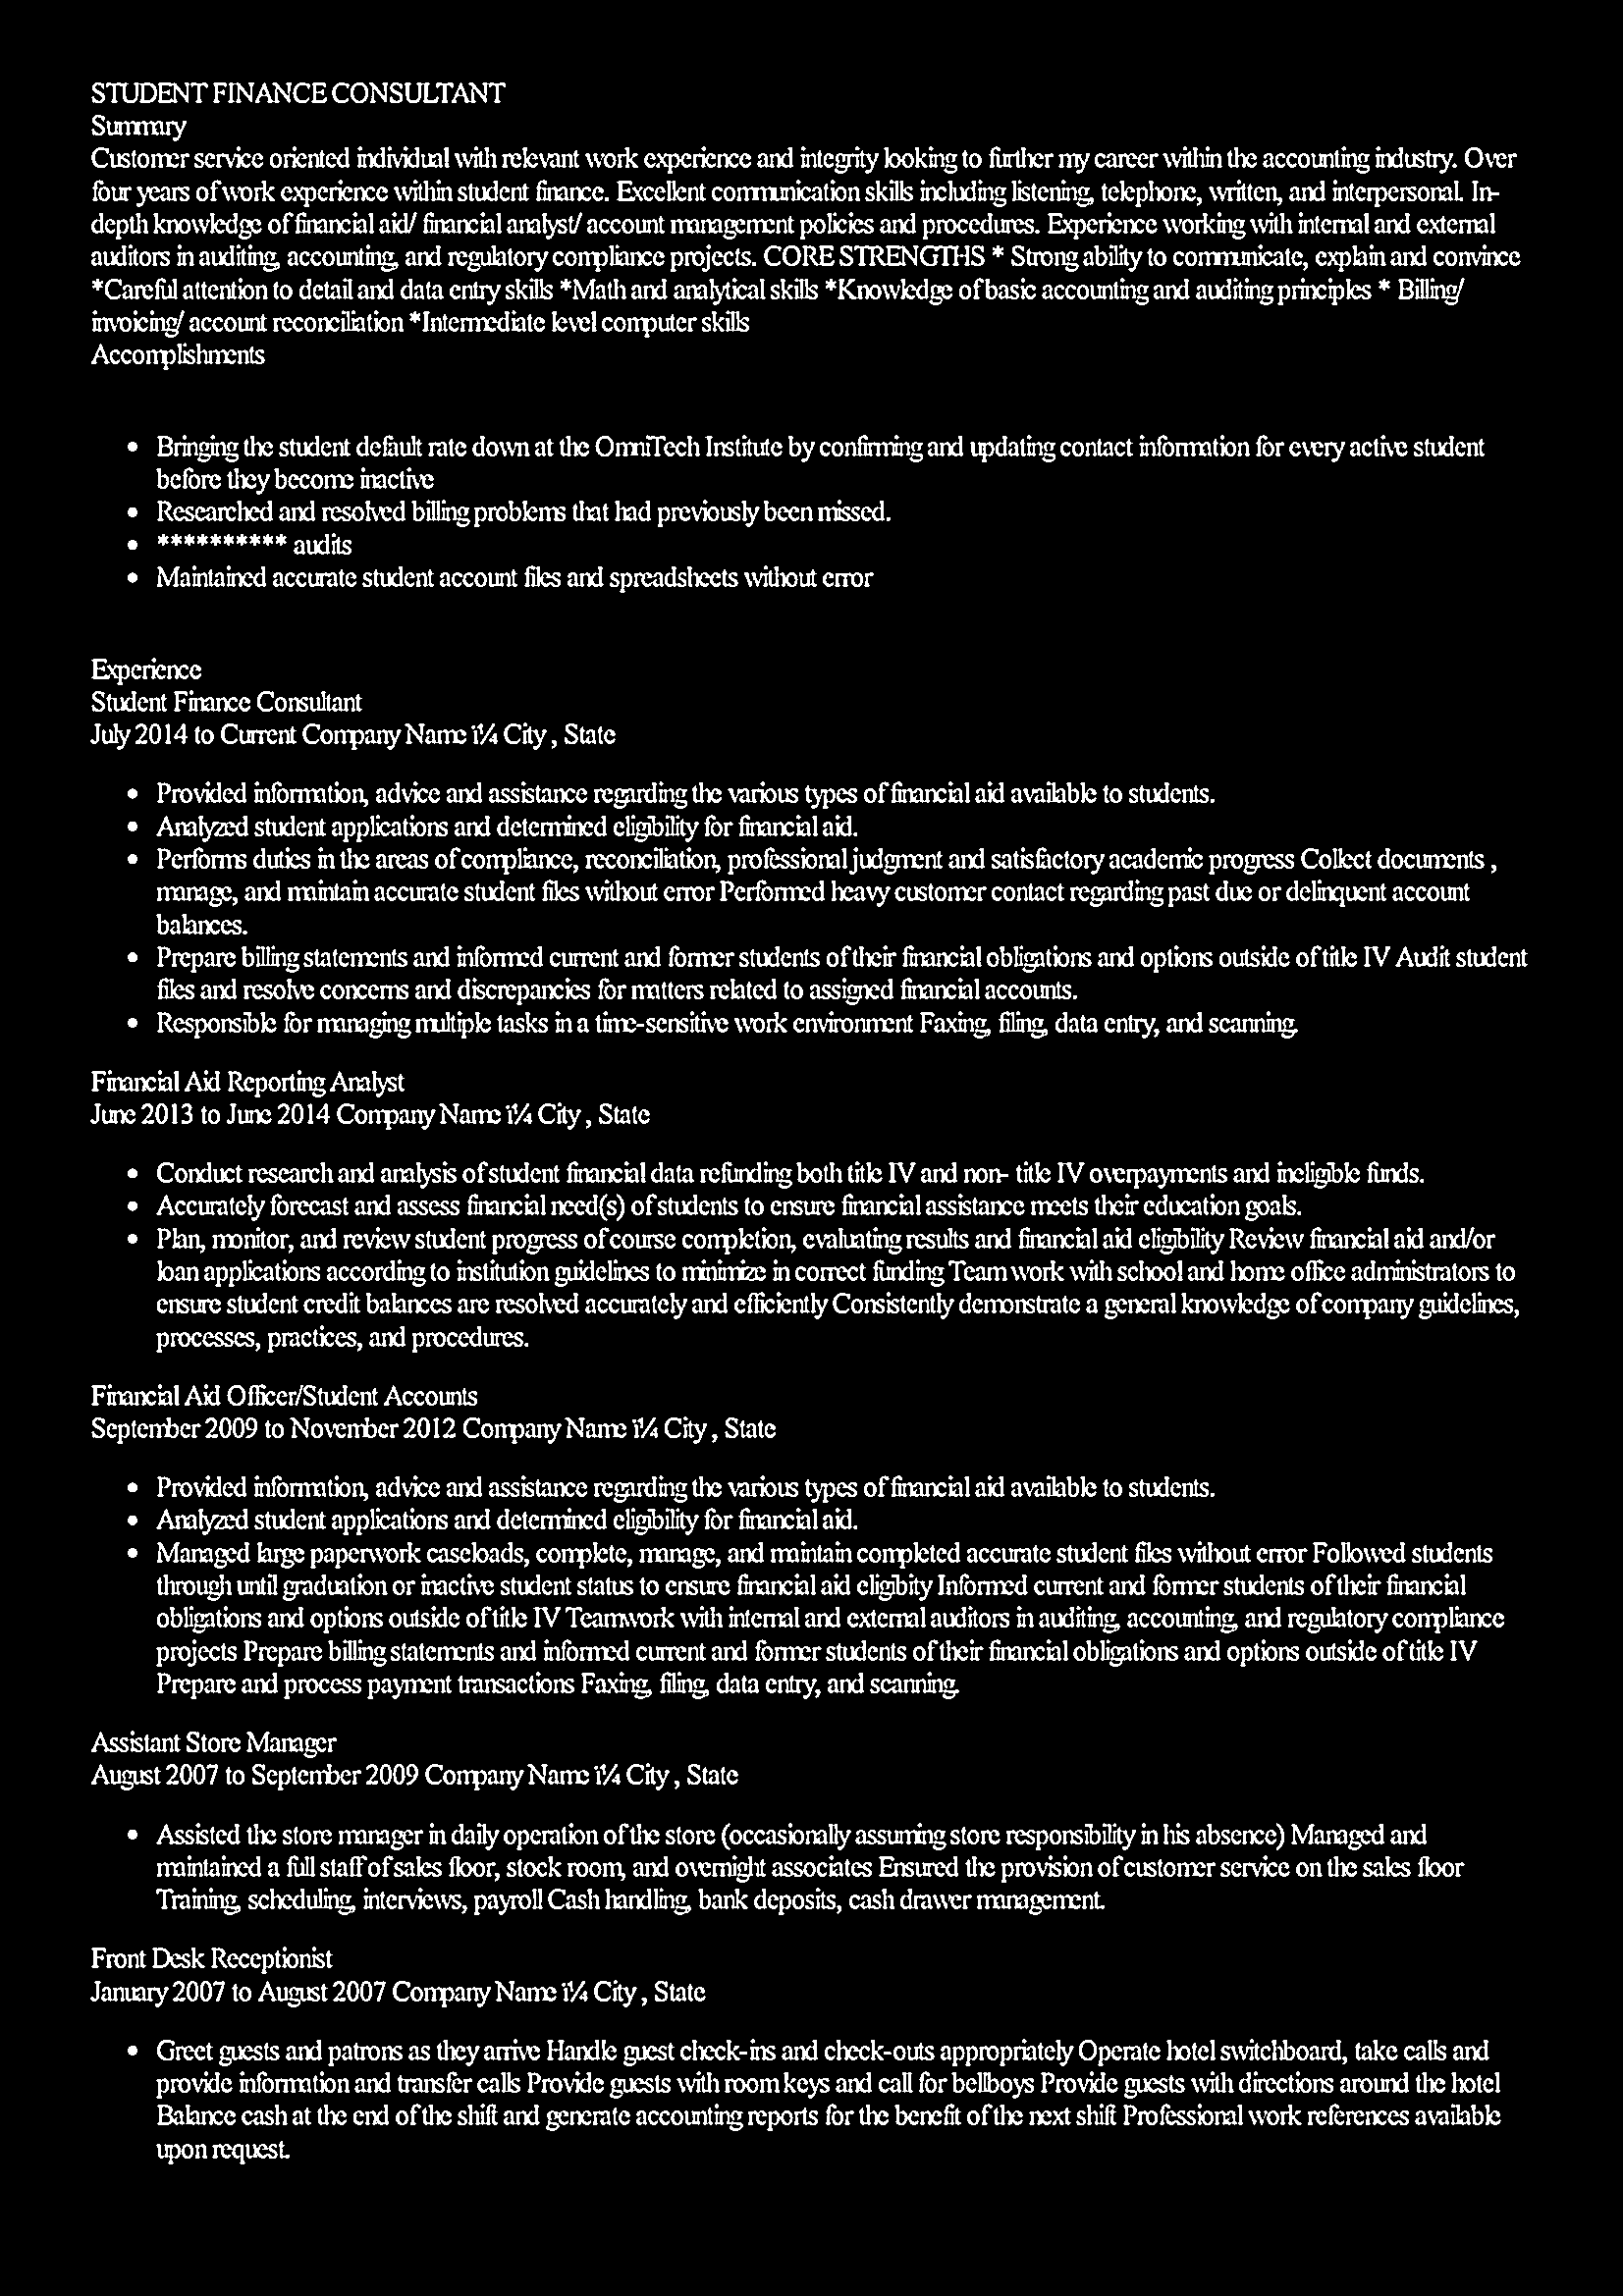 STUDENT FINANCE CONSULTANT
Summary
Customer service oriented individual with relevant work experience and integrity looking to further my career within the accounting industry. Over
four years of work experience within student finance. Excellent communication skills including listening, telephone, written, and interpersonal. In-
depth knowledge of financial aid/ financial analyst/ account management policies and procedures. Experience working with internal and external
auditors in auditing, accounting, and regulatory compliance projects. CORE STRENGTHS * Strong ability to communicate, explain and convince
*Careful attention to detail and data entry skills *Math and analytical skills *Knowledge of basic accounting and auditing principles * Billing/
invoicing/ account reconciliation *Intermediate level computer skills
Accomplishments
• Bringing the student default rate down at the OmniTech Institute by confirming and updating contact information for every active student
before they become inactive
• Researched and resolved billing problems that had previously been missed.
• ********** audits
• Maintained accurate student account files and spreadsheets without error
Experience
Student Finance Consultant
July 2014 to Current Company Name ï¼ City , State
• Provided information, advice and assistance regarding the various types of financial aid available to students.
• Analyzed student applications and determined eligibility for financial aid.
• Performs duties in the areas of compliance, reconciliation, professional judgment and satisfactory academic progress Collect documents ,
manage, and maintain accurate student files without error Performed heavy customer contact regarding past due or delinquent account
balances.
• Prepare billing statements and informed current and former students of their financial obligations and options outside of title IV Audit student
files and resolve concerns and discrepancies for matters related to assigned financial accounts.
• Responsible for managing multiple tasks in a time-sensitive work environment Faxing, filing, data entry, and scanning.
Financial Aid Reporting Analyst
June 2013 to June 2014 Company Name ï¼ City , State
• Conduct research and analysis of student financial data refunding both title IV and non- title IV overpayments and ineligible funds.
• Accurately forecast and assess financial need(s) of students to ensure financial assistance meets their education goals.
• Plan, monitor, and review student progress of course completion, evaluating results and financial aid eligibility Review financial aid and/or
loan applications according to institution guidelines to minimize in correct funding Team work with school and home office administrators to
ensure student credit balances are resolved accurately and efficiently Consistently demonstrate a general knowledge of company guidelines,
processes, practices, and procedures.
Financial Aid Officer/Student Accounts
September 2009 to November 2012 Company Name ï¼ City , State
• Provided information, advice and assistance regarding the various types of financial aid available to students.
• Analyzed student applications and determined eligibility for financial aid.
• Managed large paperwork caseloads, complete, manage, and maintain completed accurate student files without error Followed students
through until graduation or inactive student status to ensure financial aid eligibity Informed current and former students of their financial
obligations and options outside of title IV Teamwork with internal and external auditors in auditing, accounting, and regulatory compliance
projects Prepare billing statements and informed current and former students of their financial obligations and options outside of title IV
Prepare and process payment transactions Faxing, filing, data entry, and scanning.
Assistant Store Manager
August 2007 to September 2009 Company Name ï¼ City , State
• Assisted the store manager in daily operation of the store (occasionally assuming store responsibility in his absence) Managed and
maintained a full staff of sales floor, stock room, and overnight associates Ensured the provision of customer service on the sales floor
Training, scheduling, interviews, payroll Cash handling, bank deposits, cash drawer management.
Front Desk Receptionist
January 2007 to August 2007 Company Name ï¼ City , State
• Greet guests and patrons as they arrive Handle guest check-ins and check-outs appropriately Operate hotel switchboard, take calls and
provide information and transfer calls Provide guests with room keys and call for bellboys Provide guests with directions around the hotel
Balance cash at the end of the shift and generate accounting reports for the benefit of the next shift Professional work references available
upon request.